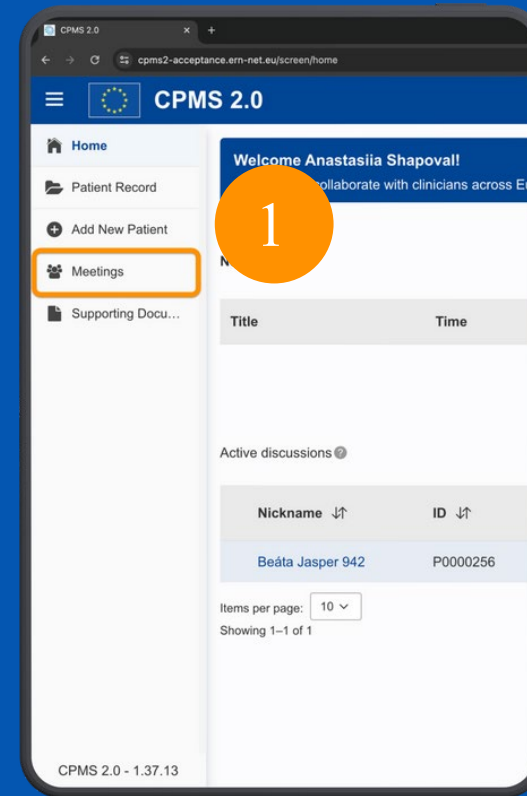 CPMS 2.0
cpms2-acceptance.ern-net.eu/screen/home
CPMS 2.0
Home
Patient Record
Add New Patient
Meetings
Supporting Docu...
CPMS 2.0 - 1.37.13
Welcome Anastasiia Shapoval!
collaborate with clinicians across
1
Title Time
Active discussions
Nickname ID
Beáta Jasper 942 P0000256
Items per page: 10
Showing 1–1 of 1